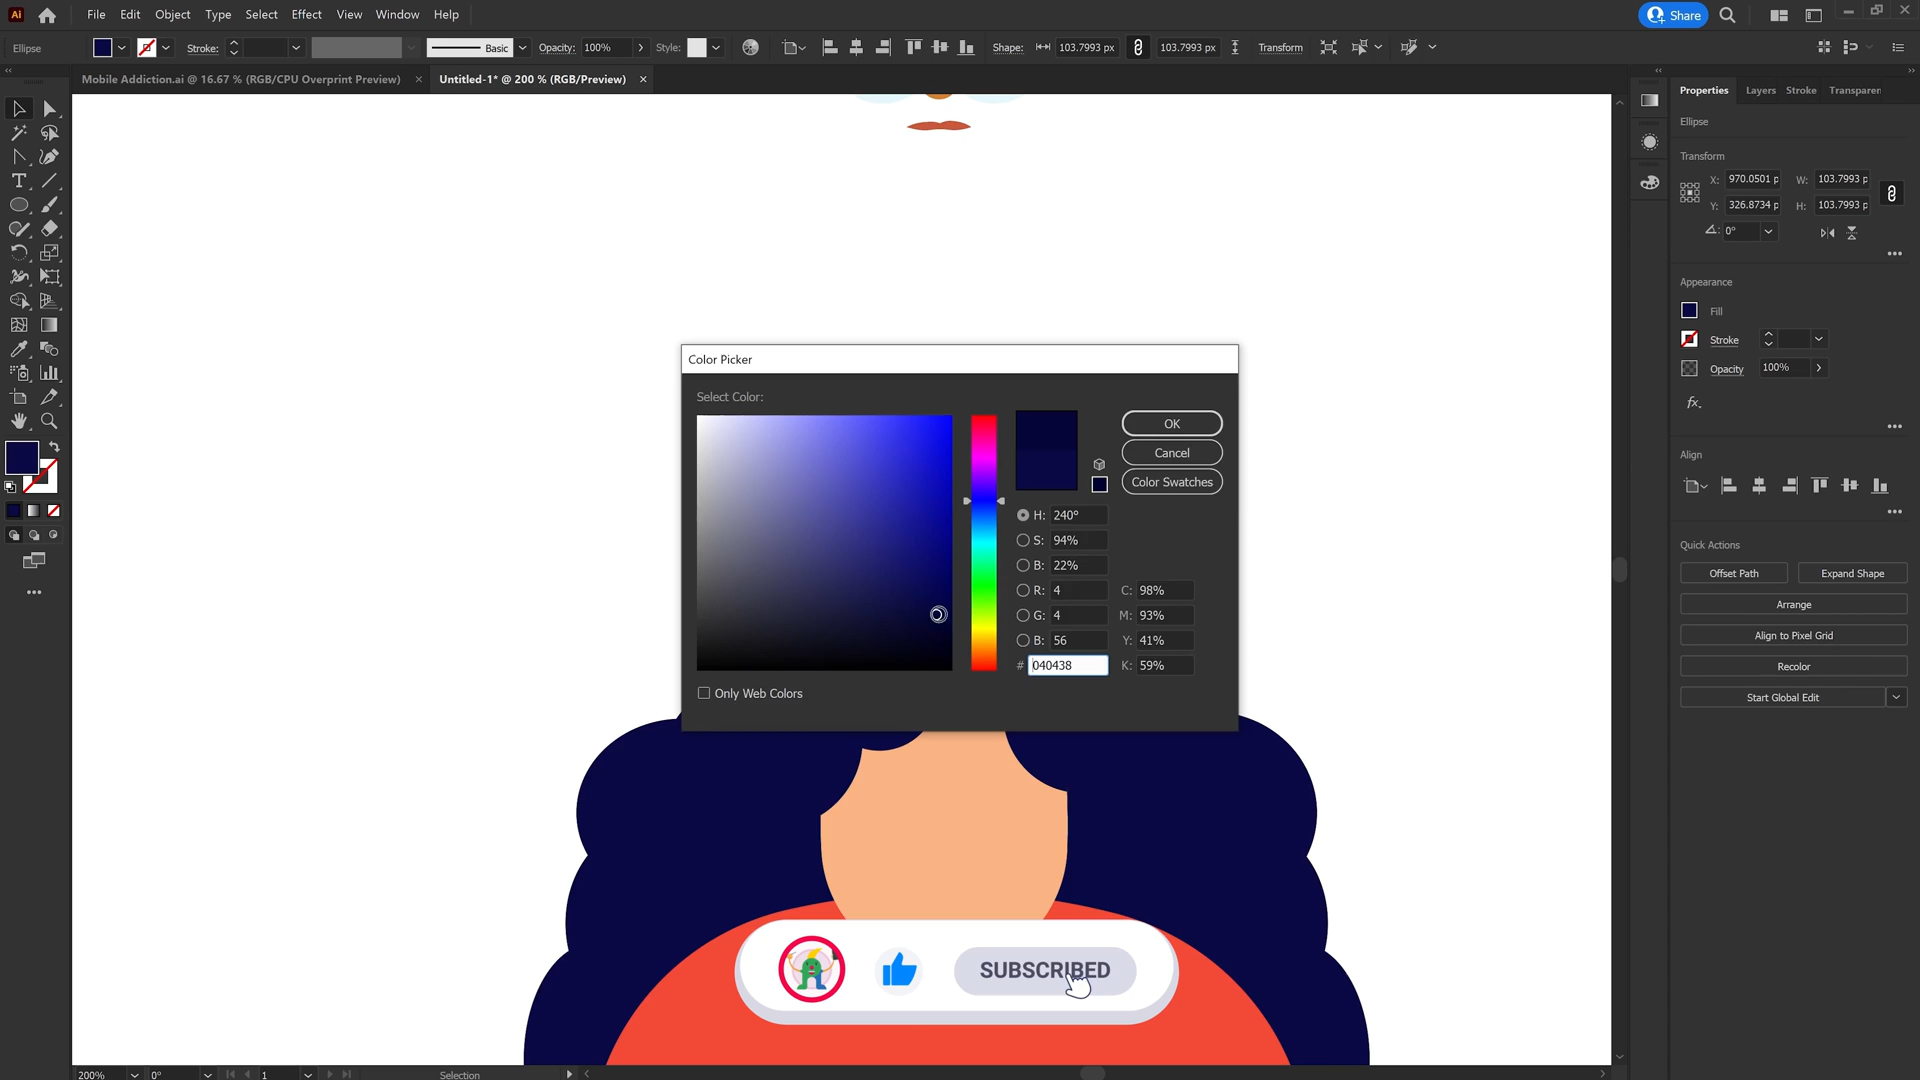 Ai File Edit Object Type Select Effect View Window Help Share
Ellipse Stroke: Basic Opacity: 100% Style: Shape: 103.7993 px 103.7993 px Transform
Mobile Addiction.ai @ 16.67 % (RGB/CPU Overprint Preview) × Untitled-1* @ 200 % (RGB/Preview) ×
Properties Layers Stroke Transparen
Ellipse
Transform
X: 970.0501 p W: 103.7993 p
Y: 326.8734 p H: 103.7993 p
0°
Appearance
Fill
Stroke
Opacity 100%
fx.
Align
Quick Actions
Offset Path Expand Shape
Arrange
Align to Pixel Grid
Recolor
Start Global Edit
Color Picker
Select Color:
OK
Cancel
Color Swatches
H: 240°
S: 94%
B: 22%
R: 4 C: 98%
G: 4 M: 93%
B: 56 Y: 41%
# 040438 K: 59%
Only Web Colors
SUBSCRIBED
200% 0° 1 Selection